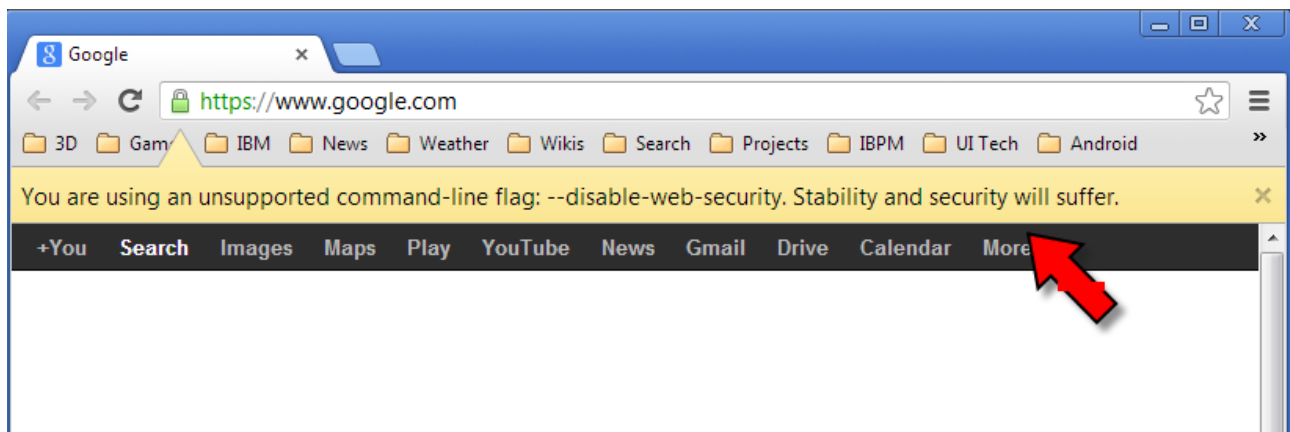 Google
https://www.google.com
3D Gam IBM News Weather Wikis Search Projects IBPM UI Tech Android »
You are using an unsupported command-line flag: --disable-web-security. Stability and security will suffer.
+You Search Images Maps Play YouTube News Gmail Drive Calendar More